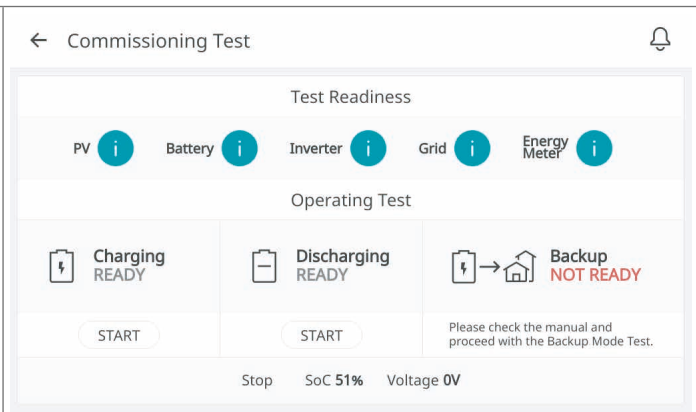 ← Commissioning Test
Test Readiness
PV i Battery i Inverter i Grid i Energy Meter i
Operating Test
Charging
READY
Discharging
READY
→ Backup
NOT READY
START
START
Please check the manual and
proceed with the Backup Mode Test.
Stop SoC 51% Voltage 0V